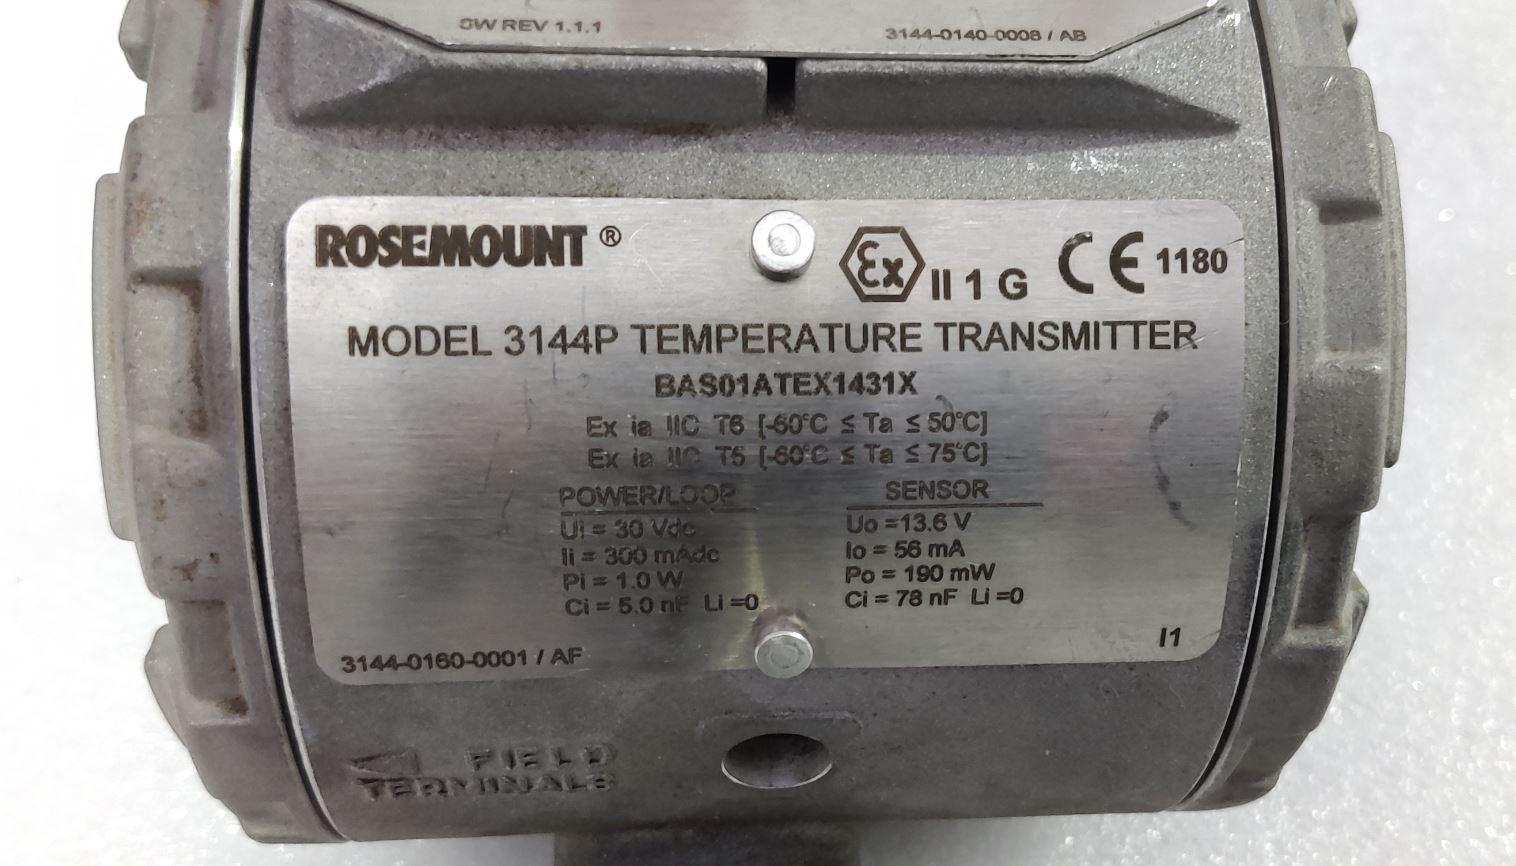 SW REV 1.1.1
3144-0140-0008 / AB
ROSEMOUNT ®
Ex II 1 G CE 1180
MODEL 3144P TEMPERATURE TRANSMITTER
BAS01ATEX1431X
Ex ia IIC T6 [-60°C ≤ Ta ≤ 50°C]
Ex ia IIC T5 [-60°C ≤ Ta ≤ 75°C]
POWER/LOOP
Ui = 30 Vdc
Ii = 300 mAdc
Pi = 1.0 W
Ci = 5.0 nF Li =0
SENSOR
Uo =13.6 V
Io = 56 mA
Po = 190 mW
Ci = 78 nF Li =0
3144-0160-0001 / AF
I1
FIELD
TERMINALS